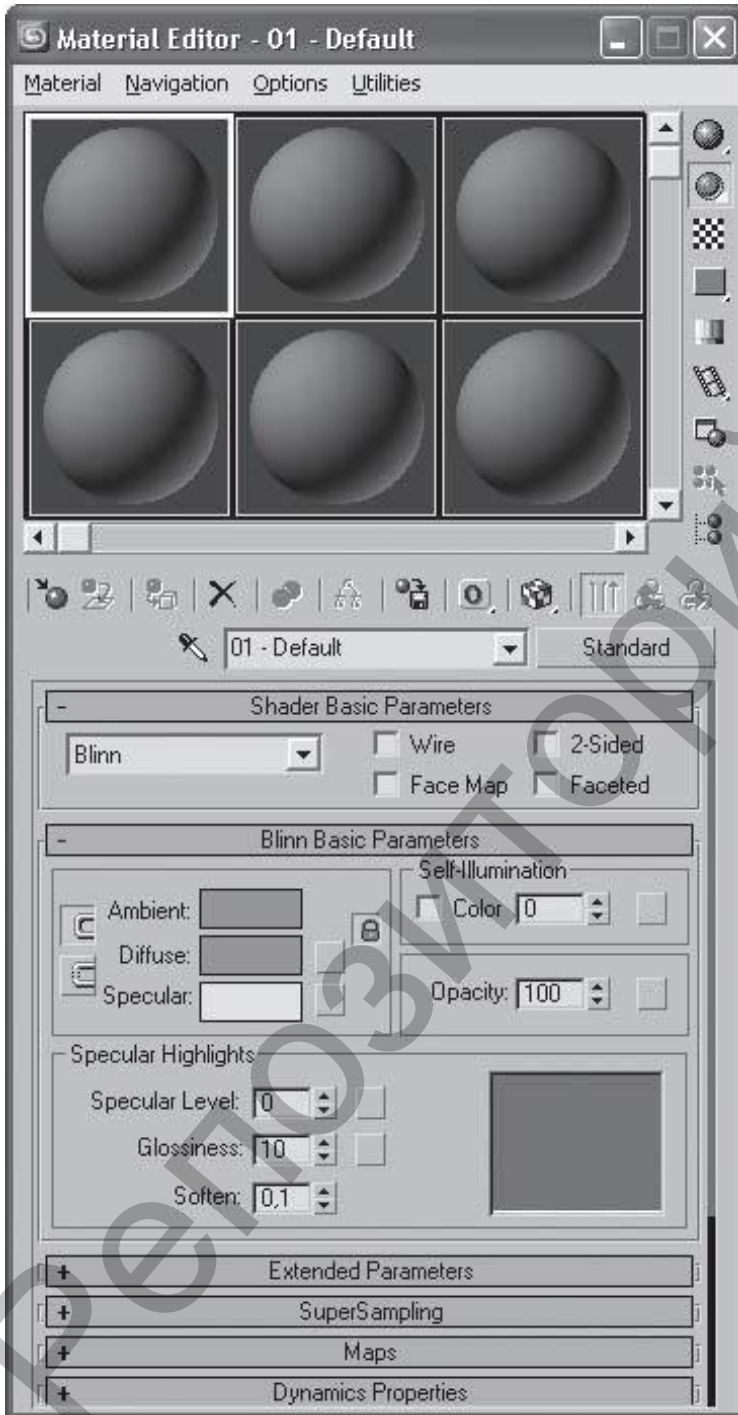 Material Editor - 01 - Default
Material Navigation Options Utilities
01 - Default Standard
- Shader Basic Parameters
Blinn Wire 2-Sided
Face Map Faceted
- Blinn Basic Parameters
Self-Illumination
Ambient: Color 0
Diffuse:
Specular: Opacity: 100
Specular Highlights
Specular Level: 0
Glossiness: 10
Soften: 0,1
+ Extended Parameters
+ SuperSampling
+ Maps
+ Dynamics Properties
Репозитори